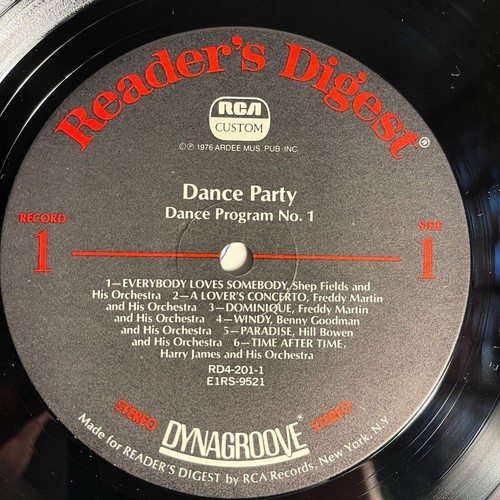 Reader's Digest®
RCA
CUSTOM
©℗ 1976 ARDEE MUS. PUB. INC.
Dance Party
Dance Program No. 1
RECORD
1
SIDE
1
1—EVERYBODY LOVES SOMEBODY, Shep Fields and
His Orchestra 2—A LOVER'S CONCERTO, Freddy Martin
and His Orchestra 3—DOMINIQUE, Freddy Martin
and His Orchestra 4—WINDY, Benny Goodman
and His Orchestra 5—PARADISE, Hill Bowen
and His Orchestra 6—TIME AFTER TIME,
Harry James and His Orchestra
RD4-201-1
E1RS-9521
STEREO DYNAGROOVE® STEREO
Made for READER'S DIGEST by RCA Records, New York, N.Y.